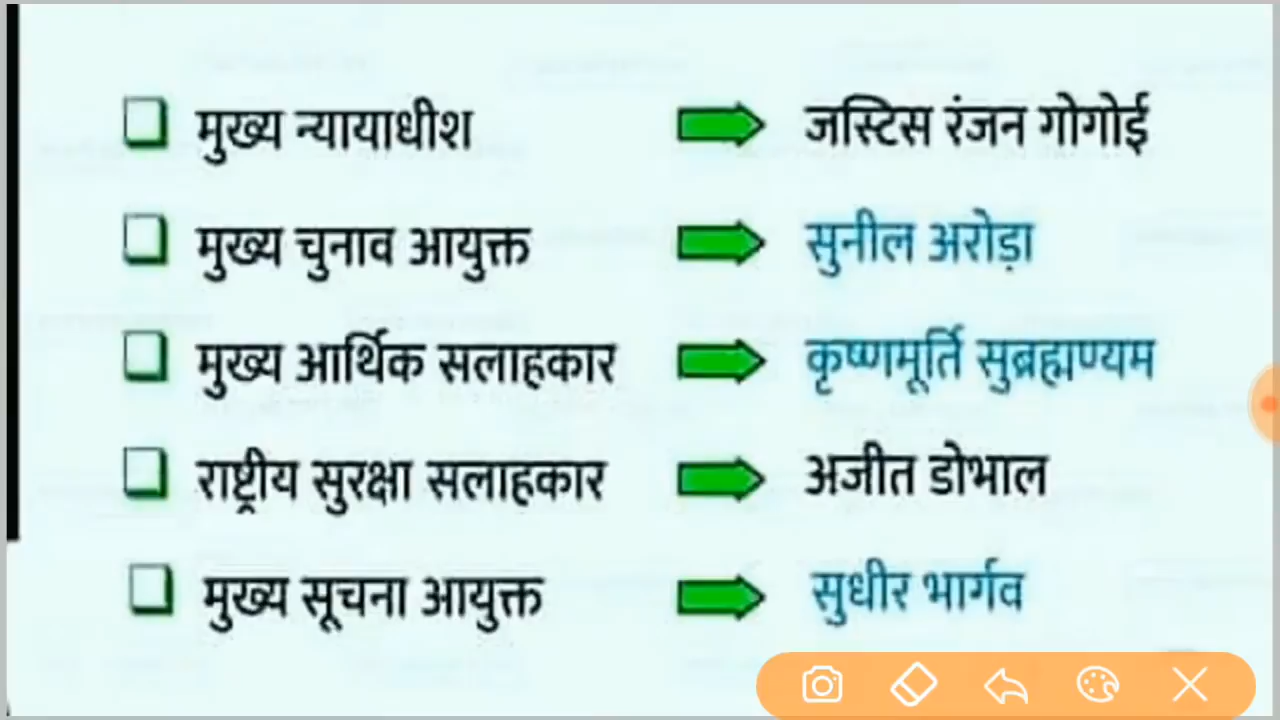 मुख्य न्यायाधीश जस्टिस रंजन गोगोई
मुख्य चुनाव आयुक्त सुनील अरोड़ा
मुख्य आर्थिक सलाहकार कृष्णमूर्ति सुब्रह्मण्यम
राष्ट्रीय सुरक्षा सलाहकार अजीत डोभाल
मुख्य सूचना आयुक्त सुधीर भार्गव